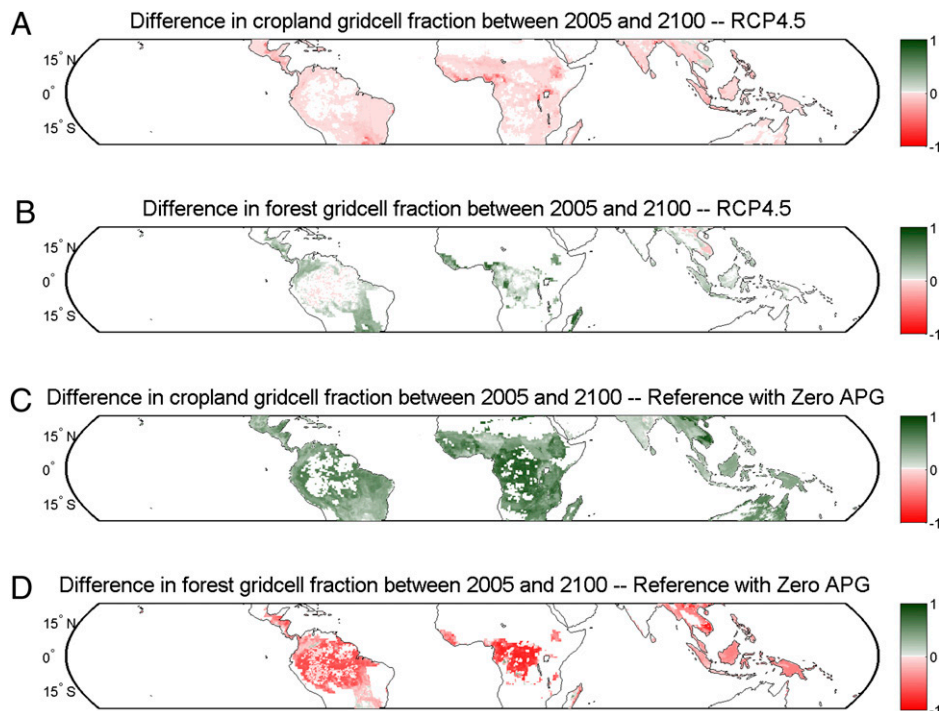 A
Difference in cropland gridcell fraction between 2005 and 2100 -- RCP4.5
15° N
0°
15° S
1
0
-1
B
Difference in forest gridcell fraction between 2005 and 2100 -- RCP4.5
15° N
0°
15° S
1
0
-1
C
Difference in cropland gridcell fraction between 2005 and 2100 -- Reference with Zero APG
15° N
0°
15° S
1
0
-1
D
Difference in forest gridcell fraction between 2005 and 2100 -- Reference with Zero APG
15° N
0°
15° S
1
0
-1